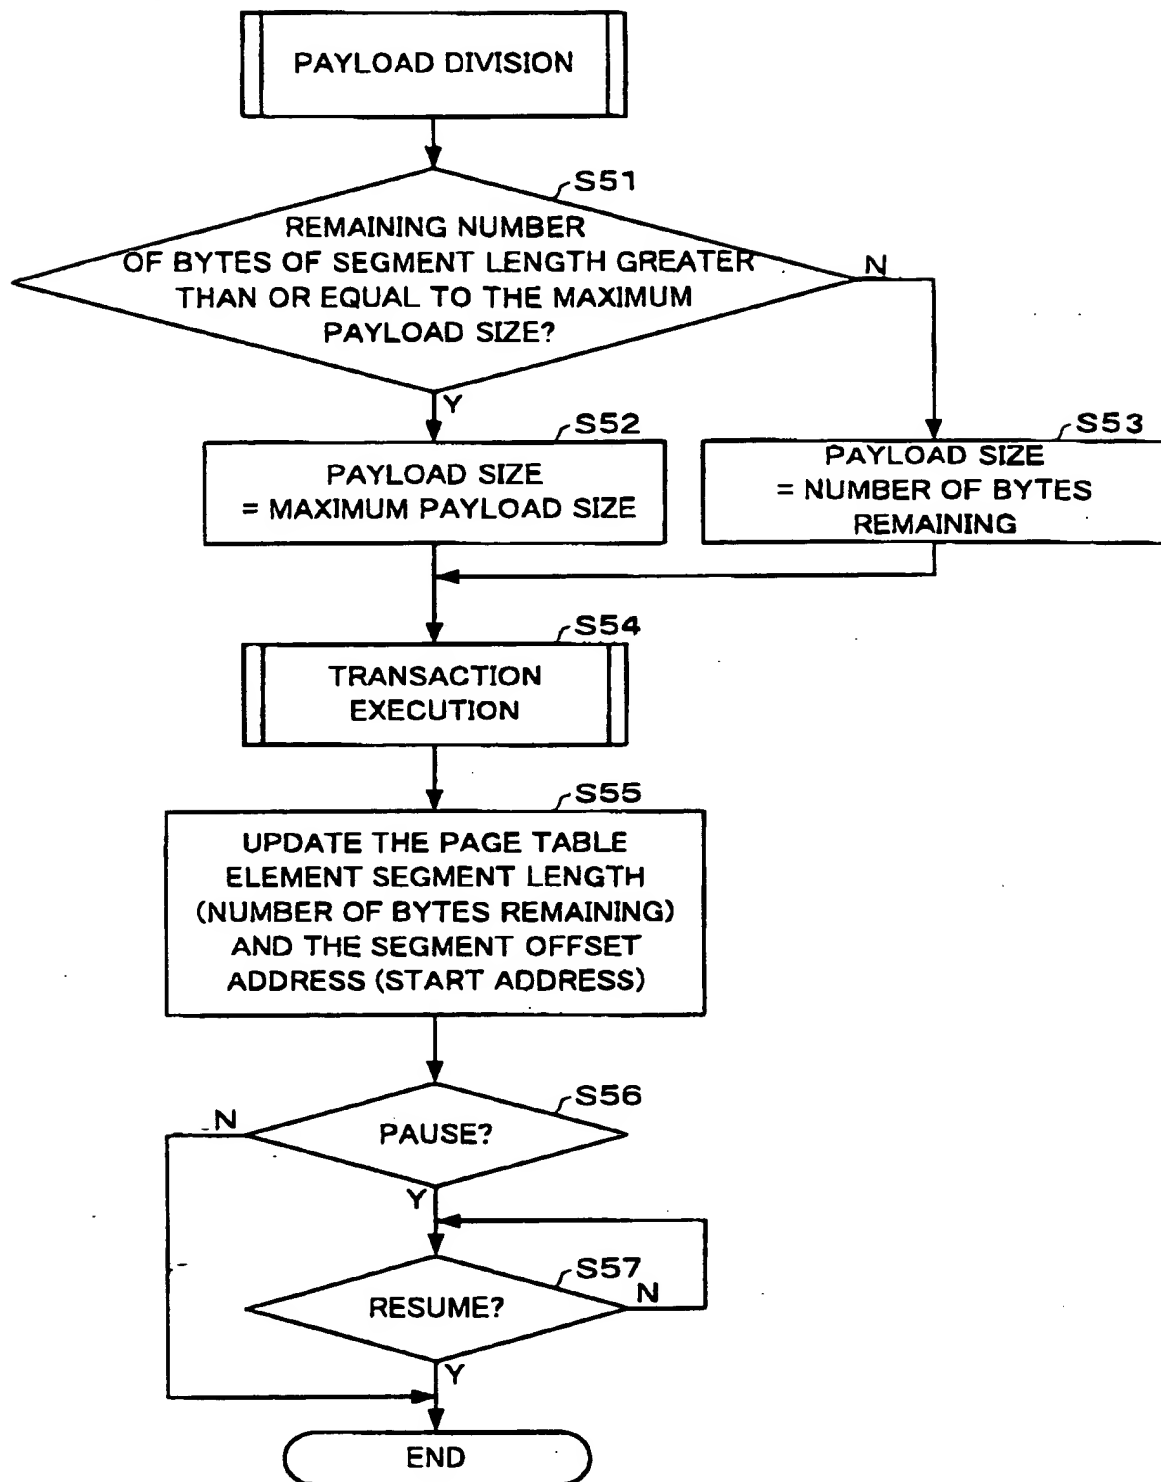 PAYLOAD DIVISION
S51
REMAINING NUMBER
OF BYTES OF SEGMENT LENGTH GREATER
THAN OR EQUAL TO THE MAXIMUM
PAYLOAD SIZE?
N
Y
S52
PAYLOAD SIZE
= MAXIMUM PAYLOAD SIZE
S53
PAYLOAD SIZE
= NUMBER OF BYTES
REMAINING
S54
TRANSACTION
EXECUTION
S55
UPDATE THE PAGE TABLE
ELEMENT SEGMENT LENGTH
(NUMBER OF BYTES REMAINING)
AND THE SEGMENT OFFSET
ADDRESS (START ADDRESS)
S56
N
PAUSE?
Y
S57
RESUME?
N
Y
END